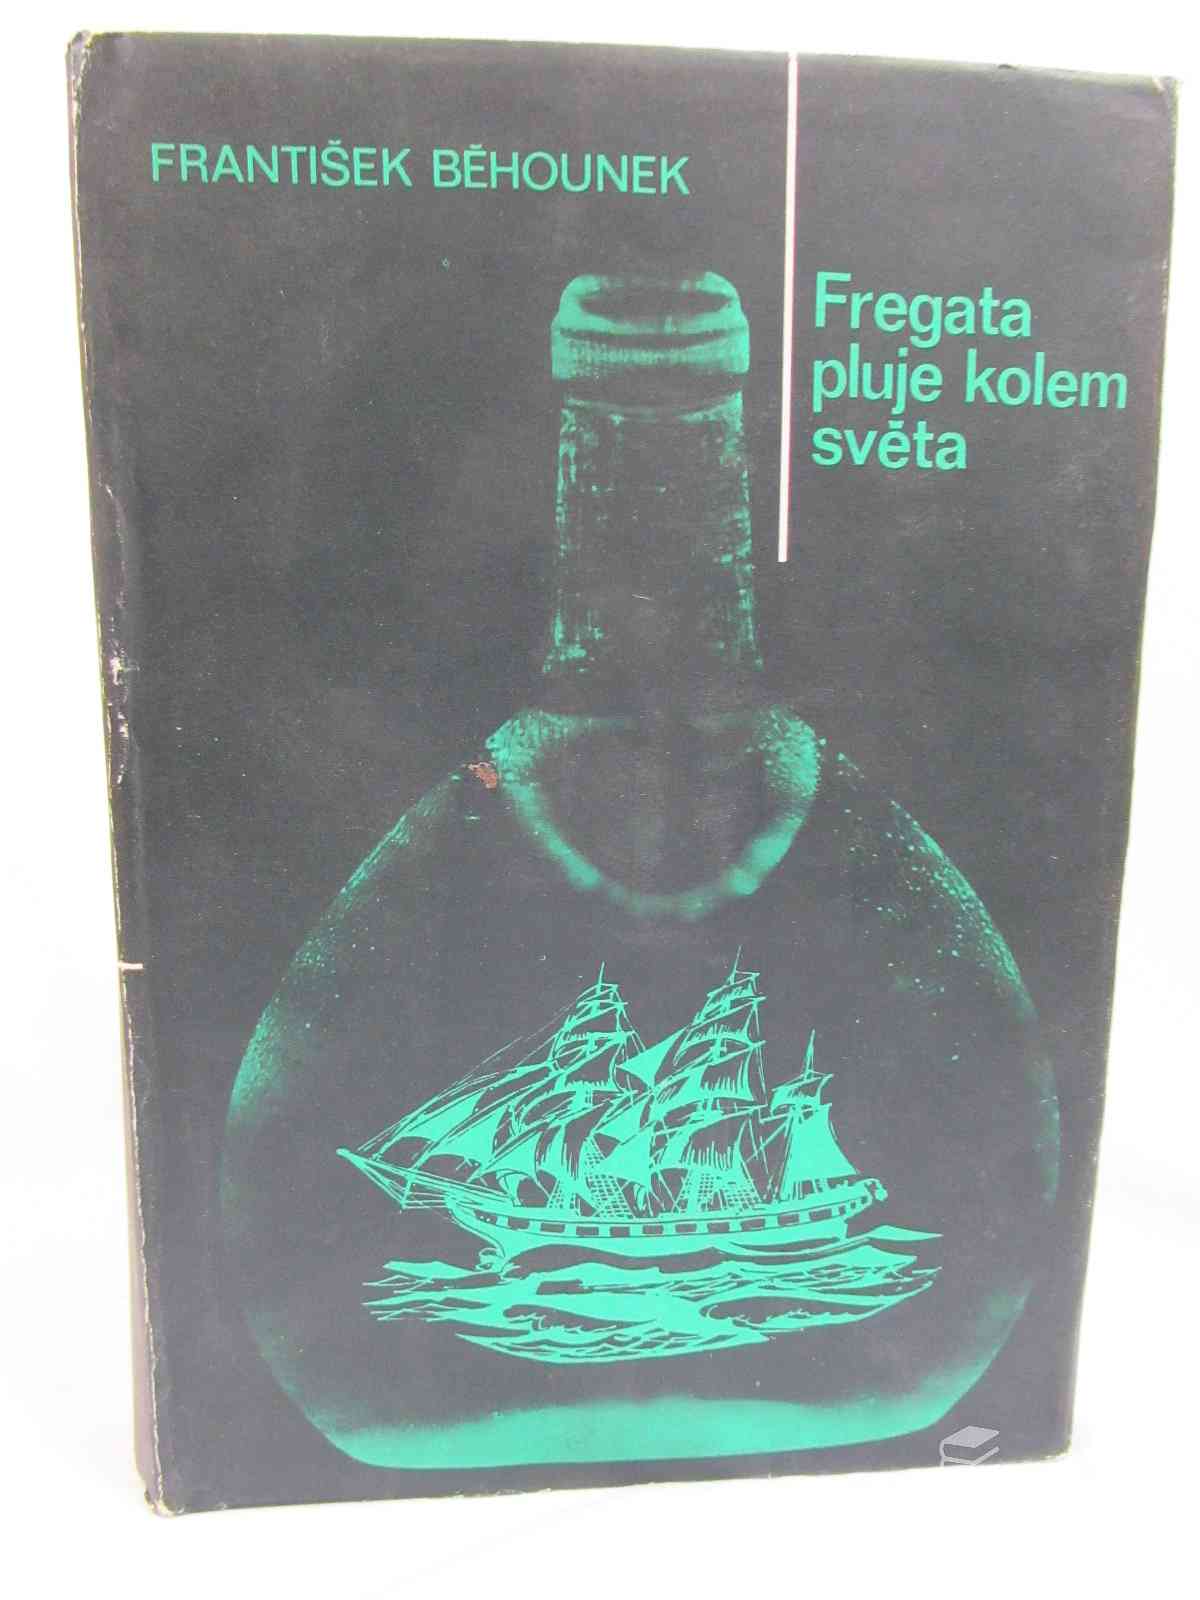 FRANTIŠEK BĚHOUNEK
Fregata
pluje kolem
světa